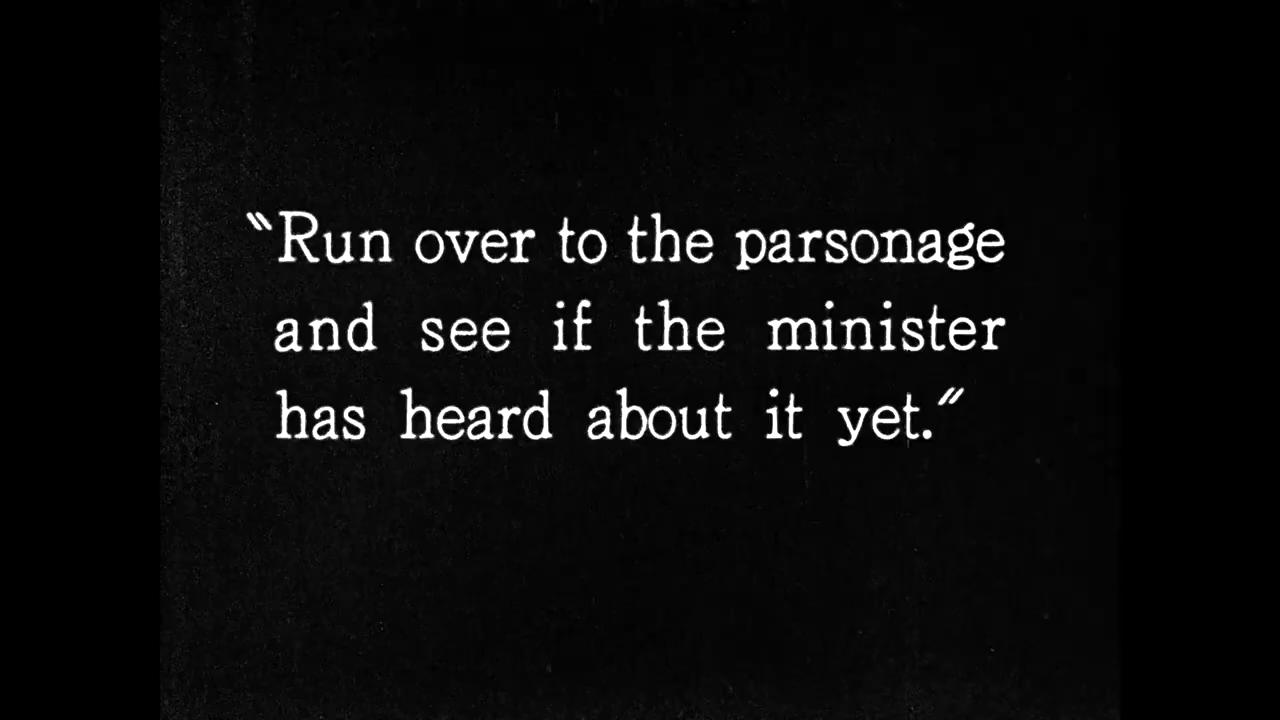 "Run over to the parsonage
and see if the minister
has heard about it yet."